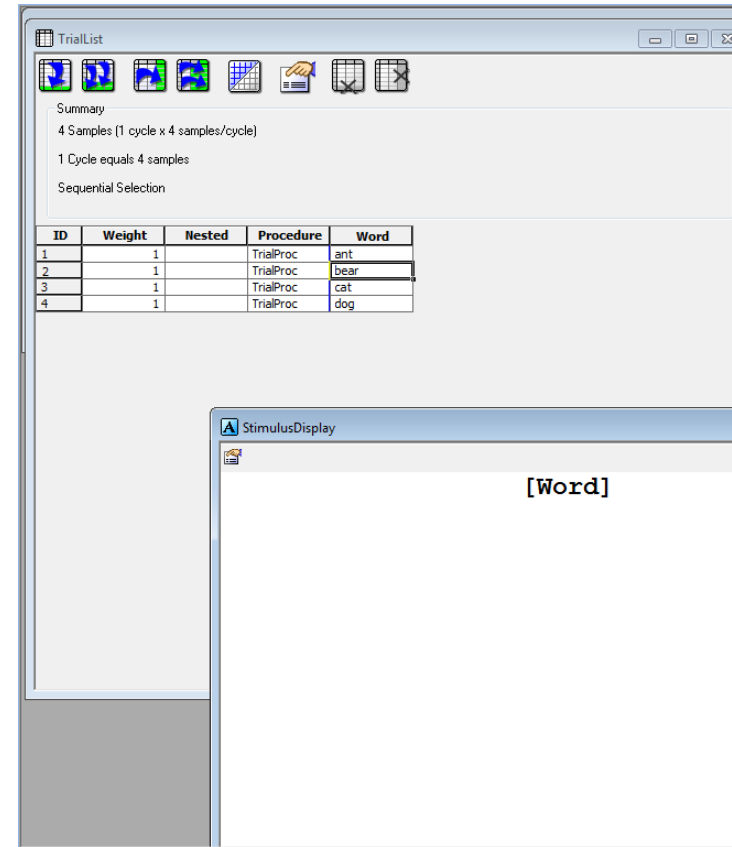 TrialList
Summary
4 Samples (1 cycle x 4 samples/cycle)
1 Cycle equals 4 samples
Sequential Selection
ID Weight Nested Procedure Word
1 1 TrialProc ant
2 1 TrialProc bear
3 1 TrialProc cat
4 1 TrialProc dog
A StimulusDisplay
[Word]